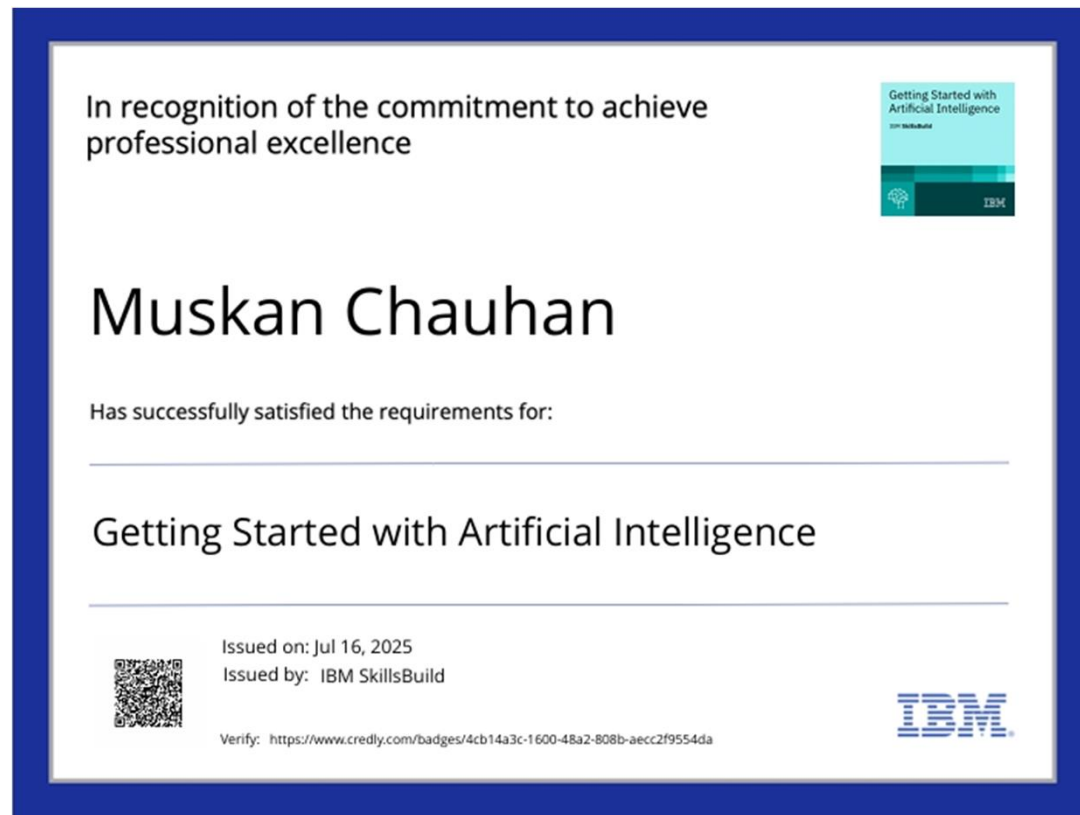 In recognition of the commitment to achieve
professional excellence
Getting Started with
Artificial Intelligence
IBM SkillsBuild
IBM
Muskan Chauhan
Has successfully satisfied the requirements for:
Getting Started with Artificial Intelligence
Issued on: Jul 16, 2025
Issued by: IBM SkillsBuild
Verify: https://www.credly.com/badges/4cb14a3c-1600-48a2-808b-aecc2f9554da
IBM®